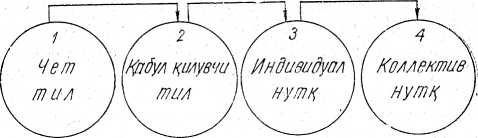 1
Чет
тил
2
Қабул қилувчи
тил
3
Индивидуал
нутқ
4
Коллектив
нутқ